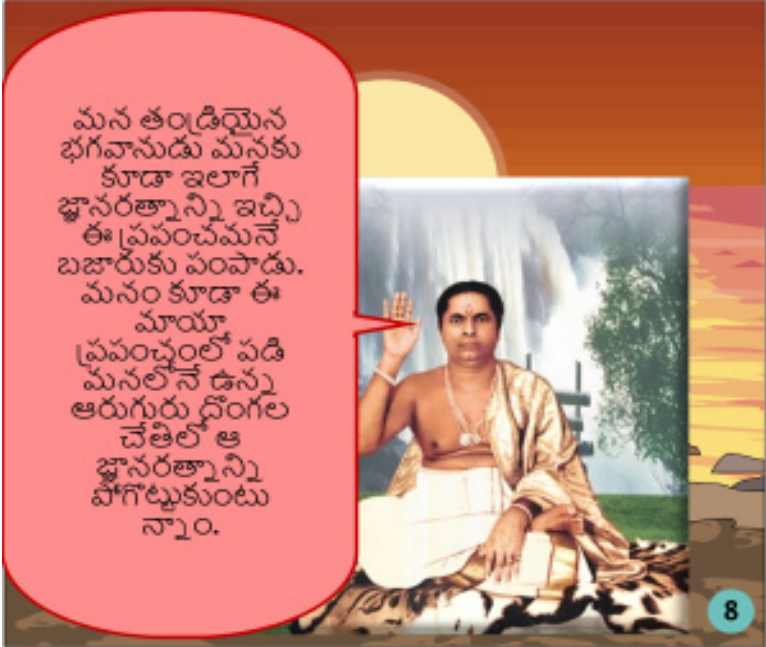 మన తండ్రియైన
భగవానుడు మనకు
కూడా ఇలాగే
జ్ఞానరత్నాన్ని ఇచ్చి
ఈ ప్రపంచమనే
బజారుకు పంపాడు.
మనం కూడా ఈ
మాయా
ప్రపంచంలో పడి
మనలోనే ఉన్న
ఆరుగురు దొంగల
చేతిలో ఆ
జ్ఞానరత్నాన్ని
పోగొట్టుకుంటు
న్నాం.
8